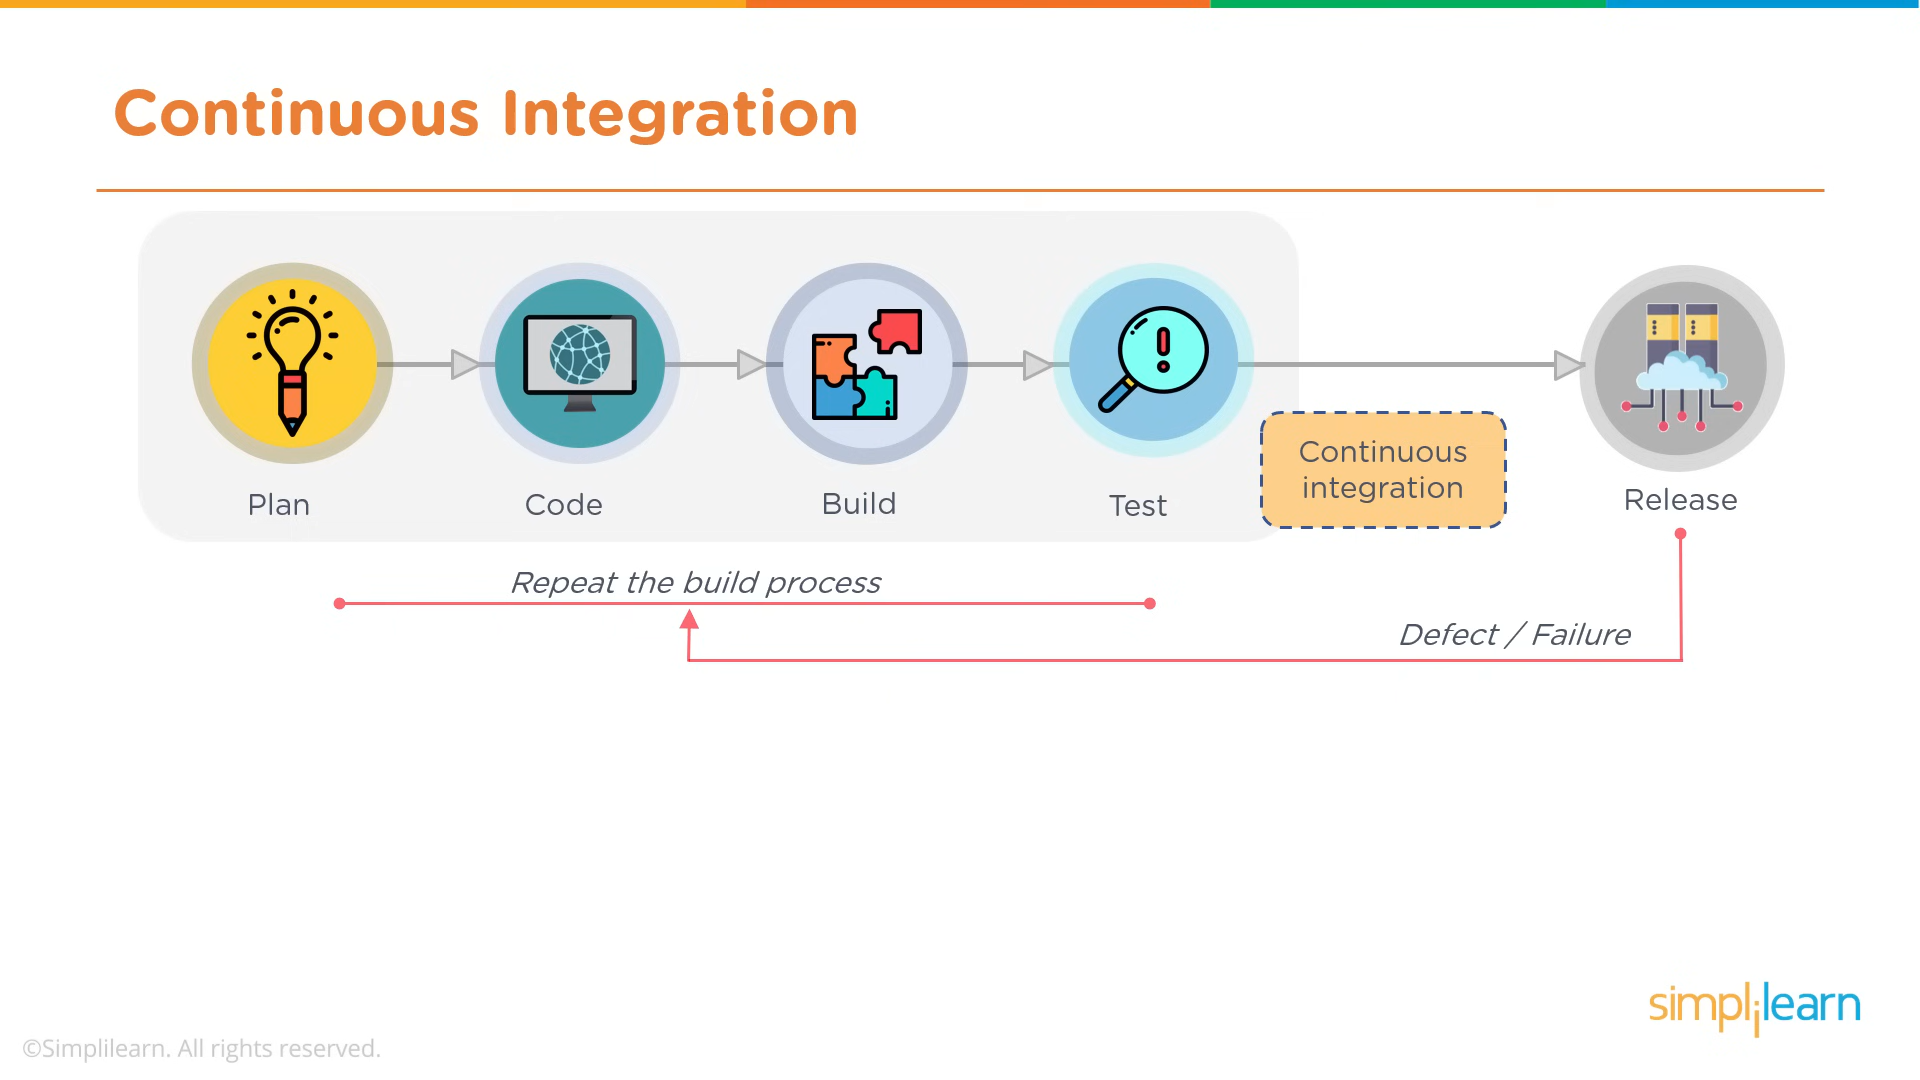 Continuous Integration
Plan
Code
Build
Test
Continuous
integration
Release
Repeat the build process
Defect / Failure
simplilearn
©Simplilearn. All rights reserved.